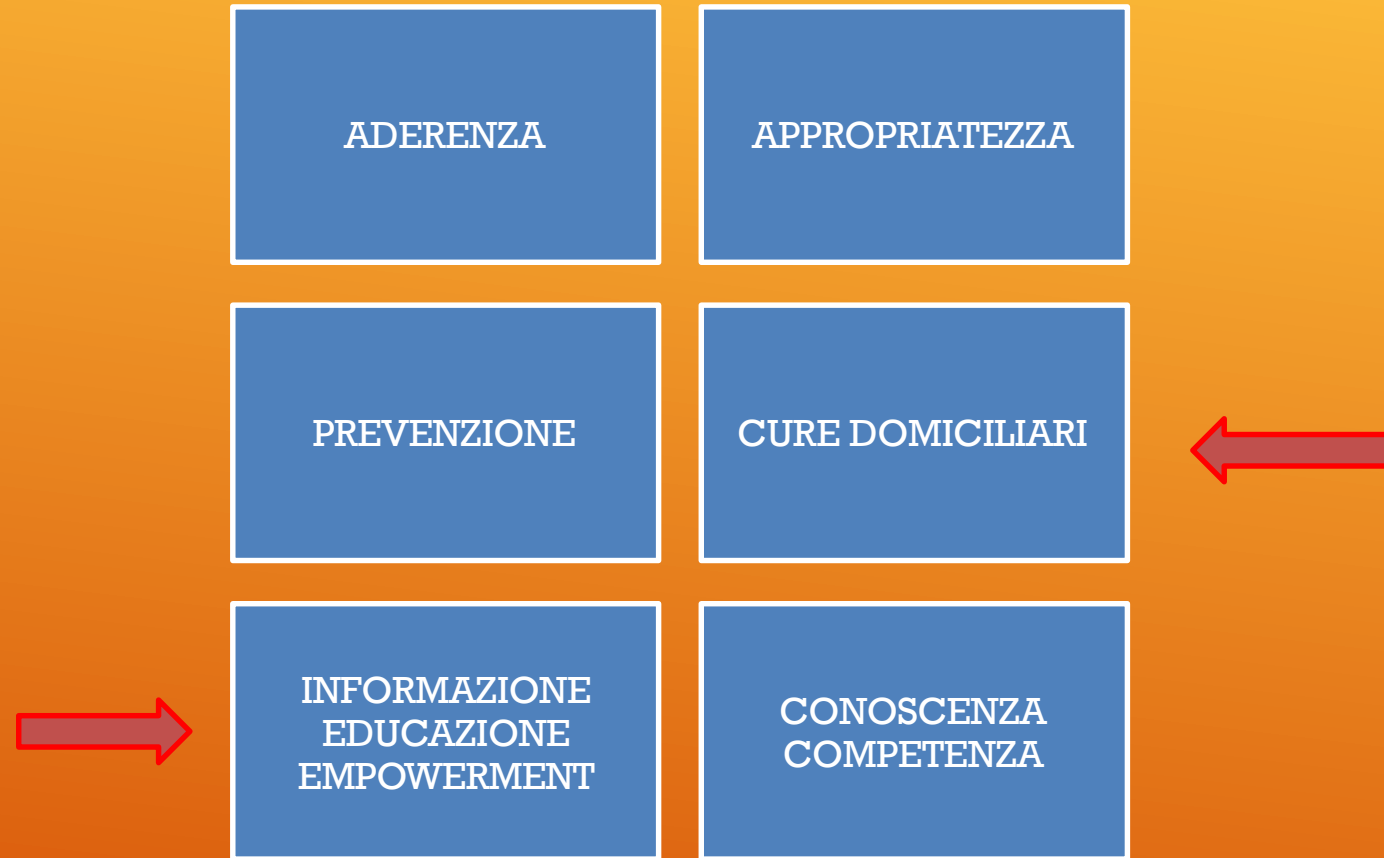 ADERENZA
APPROPRIATEZZA
PREVENZIONE
CURE DOMICILIARI
INFORMAZIONE
EDUCAZIONE
EMPOWERMENT
CONOSCENZA
COMPETENZA